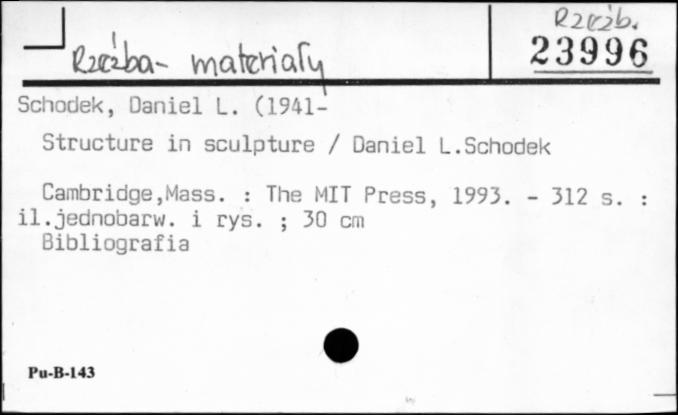 Rzeźb.
23996
Rzeźba- materiały
Schodek, Daniel L. (1941-
Structure in sculpture / Daniel L.Schodek
Cambridge,Mass. : The MIT Press, 1993. - 312 s. :
il.jednobarw. i rys. ; 30 cm
Bibliografia
Pu-B-143